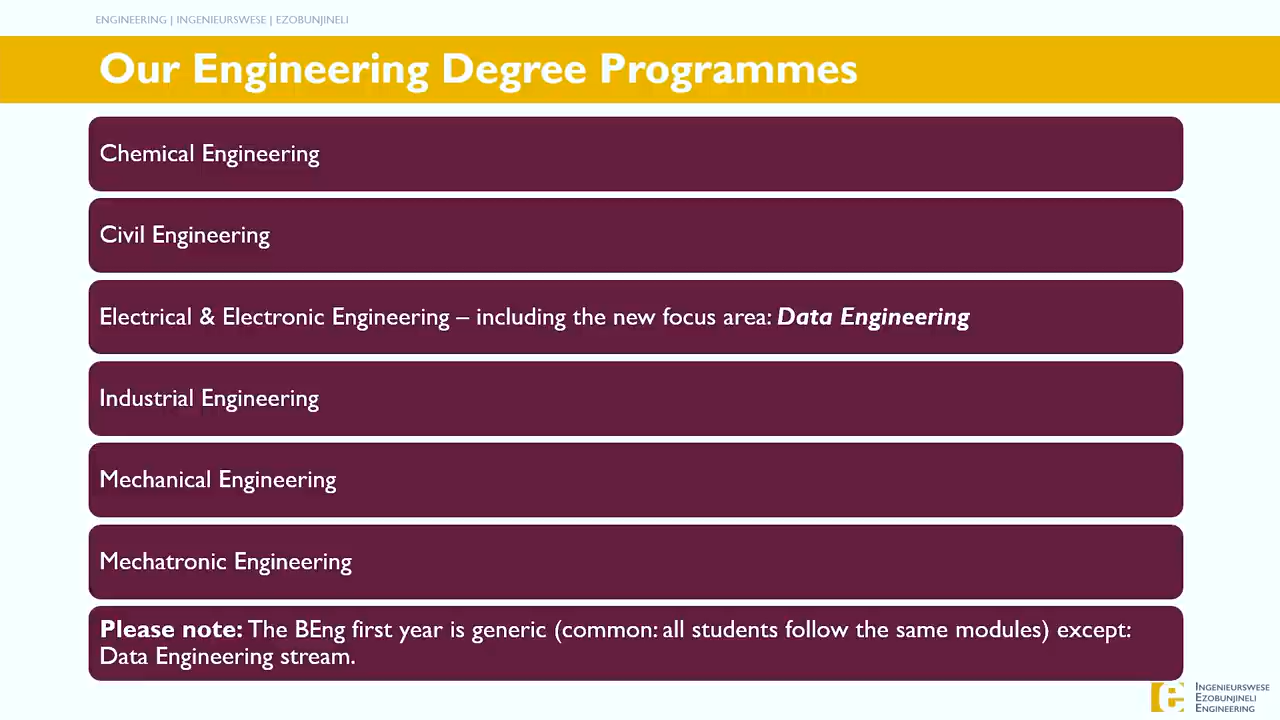 ENGINEERING | INGENIEURSWESE | EZOBUNJINELI
Our Engineering Degree Programmes
Chemical Engineering
Civil Engineering
Electrical & Electronic Engineering – including the new focus area: Data Engineering
Industrial Engineering
Mechanical Engineering
Mechatronic Engineering
Please note: The BEng first year is generic (common: all students follow the same modules) except:
Data Engineering stream.
e
INGENIEURSWESE
EZOBUNJINELI
ENGINEERING